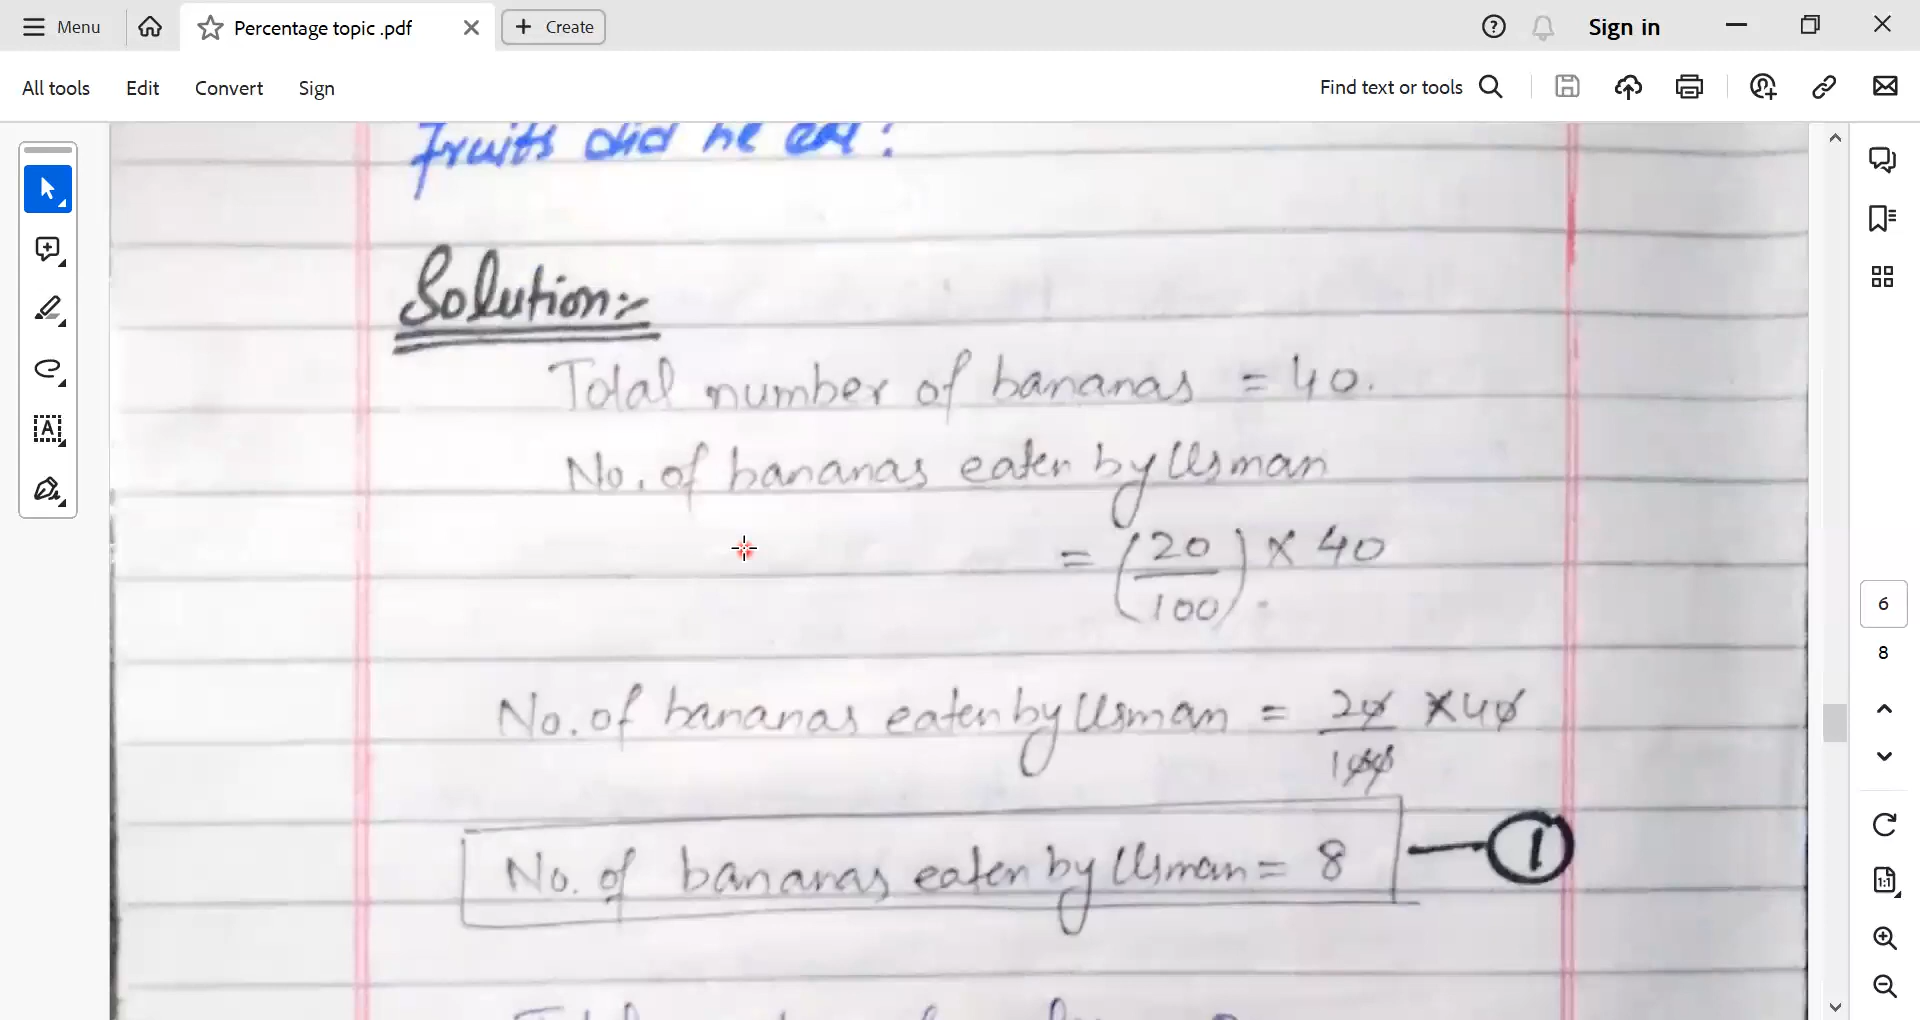 Menu
Percentage topic .pdf
Create
Sign in
All tools
Edit
Convert
Sign
Find text or tools
Fruits did he eat?
Solution:-
Total number of bananas = 40.
No. of bananas eaten by Usman
= (20/100) × 40
No. of bananas eaten by Usman = 20/100 × 40
No. of bananas eaten by Usman = 8
1
6
8